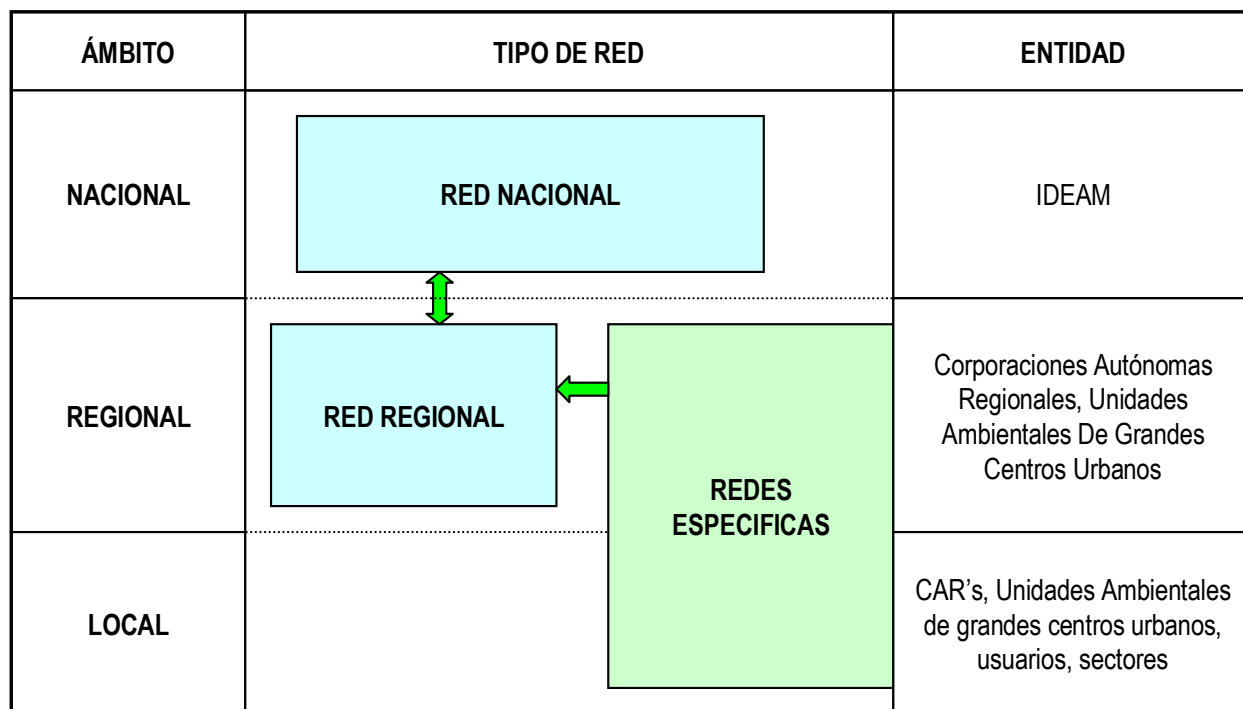 ÁMBITO
TIPO DE RED
ENTIDAD
NACIONAL
RED NACIONAL
IDEAM
REGIONAL
RED REGIONAL
Corporaciones Autónomas
Regionales, Unidades
Ambientales De Grandes
Centros Urbanos
REDES
ESPECIFICAS
LOCAL
CAR’s, Unidades Ambientales
de grandes centros urbanos,
usuarios, sectores